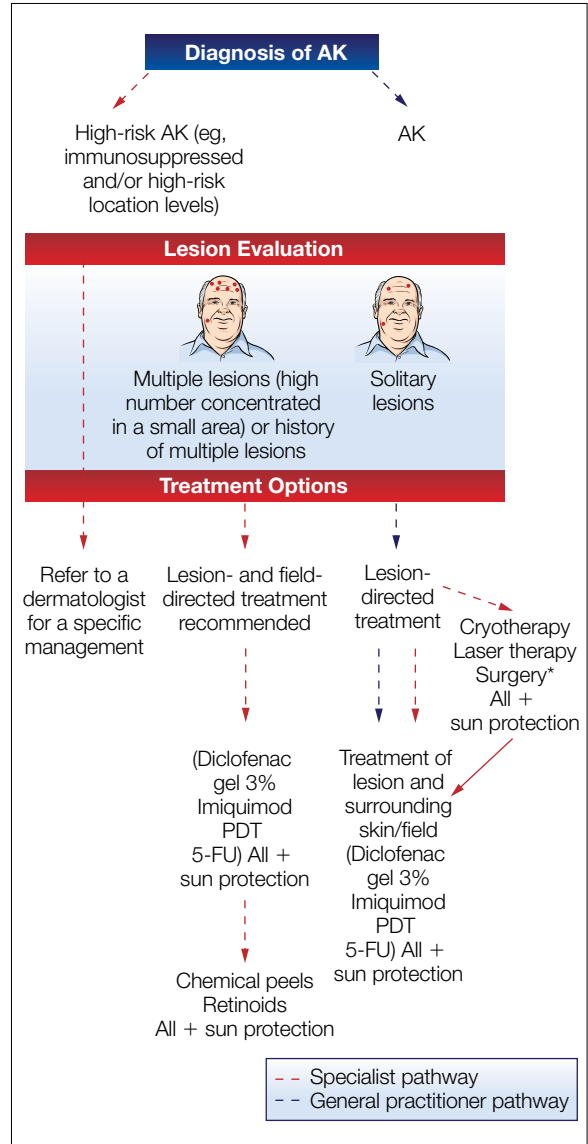 Diagnosis of AK
High-risk AK (eg,
immunosuppressed
and/or high-risk
location levels)
AK
Lesion Evaluation
Multiple lesions (high
number concentrated
in a small area) or history
of multiple lesions
Solitary
lesions
Treatment Options
Refer to a
dermatologist
for a specific
management
Lesion- and field-
directed treatment
recommended
Lesion-
directed
treatment
Cryotherapy
Laser therapy
Surgery*
All +
sun protection
(Diclofenac
gel 3%
Imiquimod
PDT
5-FU) All +
sun protection
Treatment of
lesion and
surrounding
skin/field
(Diclofenac
gel 3%
Imiquimod
PDT
5-FU) All +
sun protection
Chemical peels
Retinoids
All + sun protection
Specialist pathway
General practitioner pathway